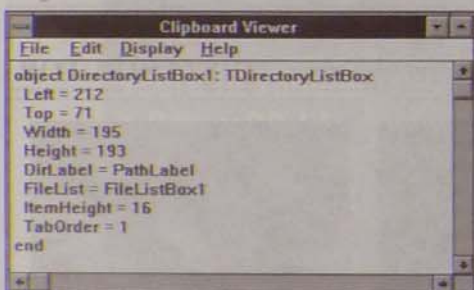 Clipboard Viewer
File Edit Display Help
object DirectoryListBox1: TDirectoryListBox
Left = 212
Top = 71
Width = 195
Height = 193
DirLabel = PathLabel
FileList = FileListBox1
ItemHeight = 16
TabOrder = 1
end